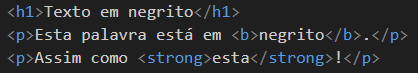 <h1>Texto em negrito</h1>
<p>Esta palavra está em <b>negrito</b>.</p>
<p>Assim como <strong>esta</strong>!</p>